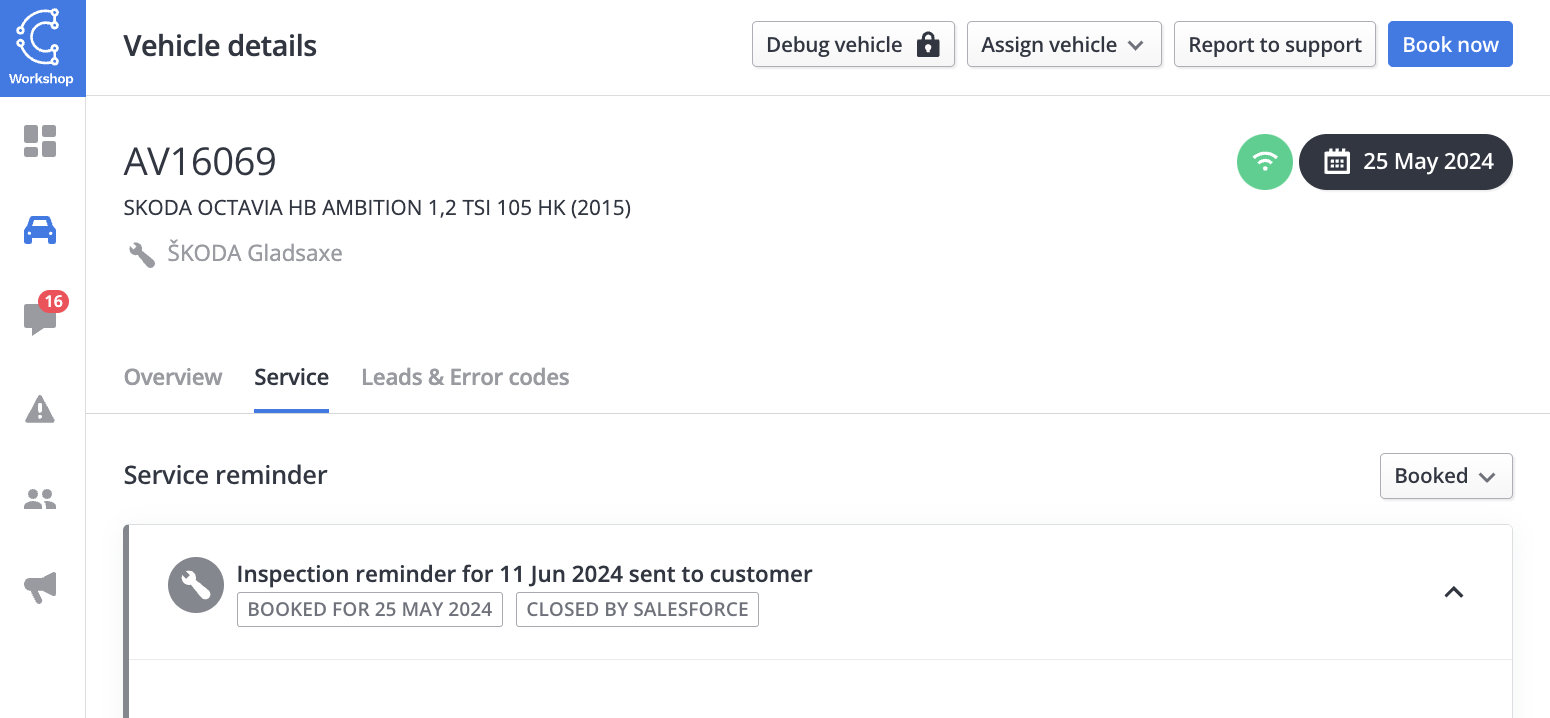 Workshop
Vehicle details
Debug vehicle
Assign vehicle
Report to support
Book now
AV16069
25 May 2024
SKODA OCTAVIA HB AMBITION 1,2 TSI 105 HK (2015)
ŠKODA Gladsaxe
16
Overview
Service
Leads & Error codes
Service reminder
Booked
Inspection reminder for 11 Jun 2024 sent to customer
BOOKED FOR 25 MAY 2024
CLOSED BY SALESFORCE